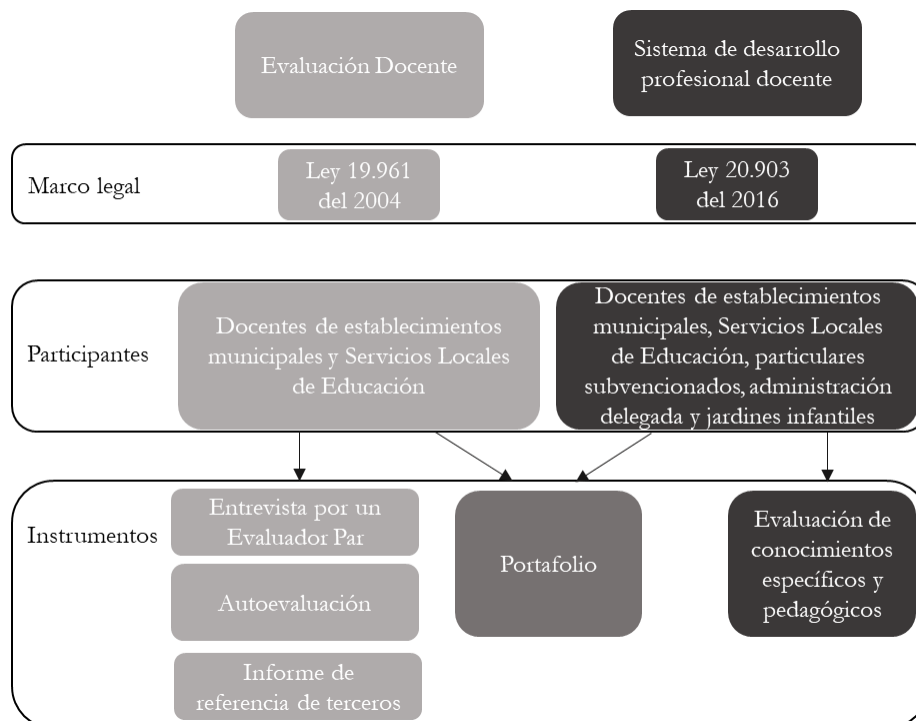 Evaluación Docente
Sistema de desarrollo
profesional docente
Marco legal
Ley 19.961
del 2004
Ley 20.903
del 2016
Participantes
Docentes de establecimientos
municipales y Servicios Locales
de Educación
Docentes de establecimientos
municipales, Servicios Locales
de Educación, particulares
subvencionados, administración
delegada y jardines infantiles
Instrumentos
Entrevista por un
Evaluador Par
Autoevaluación
Informe de
referencia de terceros
Portafolio
Evaluación de
conocimientos
específicos y
pedagógicos